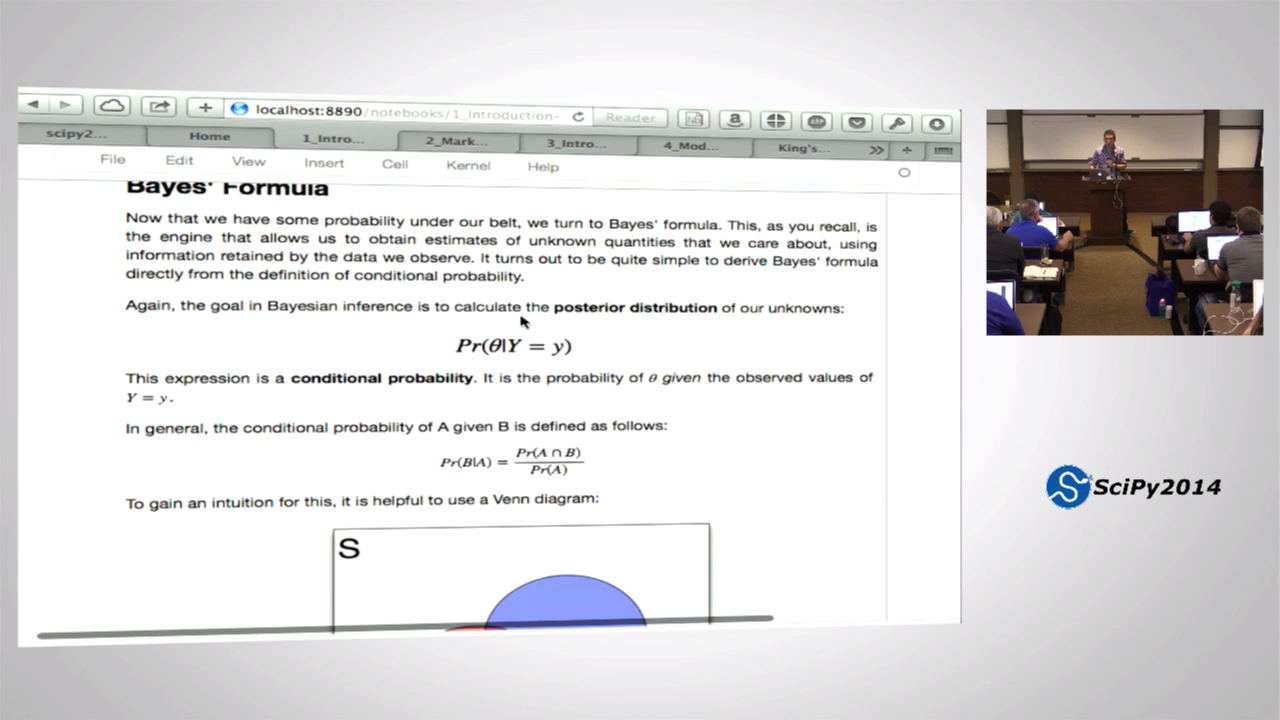 localhost:8890/notebooks/1_Introduction-
Reader
scipy2...
Home
1_Intro...
2_Mark...
3_Intro...
4_Mod...
King's...
File Edit View Insert Cell Kernel Help
Bayes' Formula
Now that we have some probability under our belt, we turn to Bayes' formula. This, as you recall, is
the engine that allows us to obtain estimates of unknown quantities that we care about, using
information retained by the data we observe. It turns out to be quite simple to derive Bayes' formula
directly from the definition of conditional probability.
Again, the goal in Bayesian inference is to calculate the posterior distribution of our unknowns:
Pr(θ|Y = y)
This expression is a conditional probability. It is the probability of θ given the observed values of
Y = y.
In general, the conditional probability of A given B is defined as follows:
Pr(B|A) = Pr(A ∩ B) / Pr(A)
To gain an intuition for this, it is helpful to use a Venn diagram:
S
SciPy2014